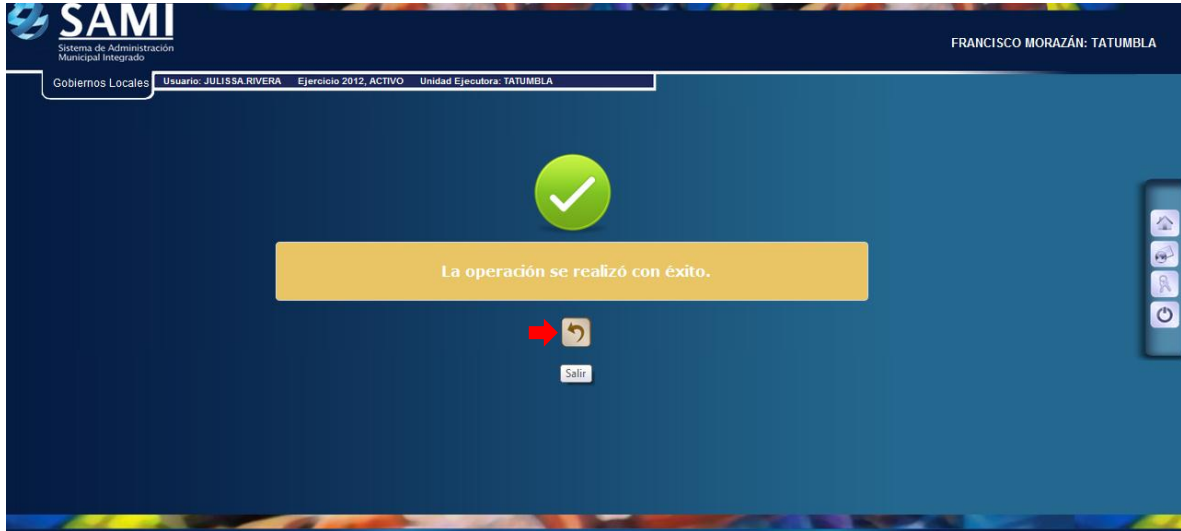 SAMI
Sistema de Administración
Municipal Integrado
FRANCISCO MORAZÁN: TATUMBLA
Gobiernos Locales
Usuario: JULISSA.RIVERA Ejercicio 2012, ACTIVO Unidad Ejecutora: TATUMBLA
La operación se realizó con éxito.
Salir